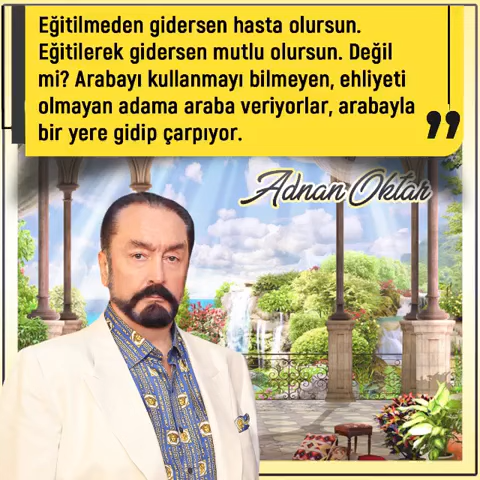 Eğitilmeden gidersen hasta olursun.
Eğitilerek gidersen mutlu olursun. Değil
mi? Arabayı kullanmayı bilmeyen, ehliyeti
olmayan adama araba veriyorlar, arabayla
bir yere gidip çarpıyor.
”
Adnan Oktar